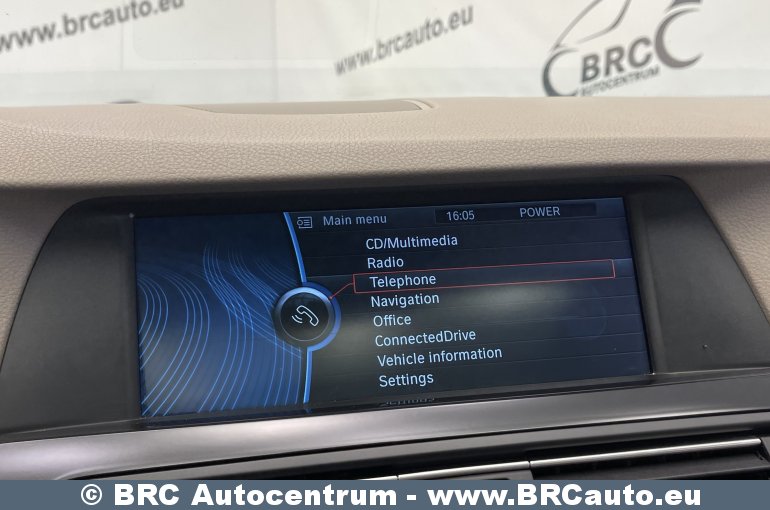 www.brcauto.eu
www.brcauto.eu
BRC
AUTOCENTRUM
Main menu 16:05 POWER
CD/Multimedia
Radio
Telephone
Navigation
Office
ConnectedDrive
Vehicle information
Settings
© BRC Autocentrum - www.BRCauto.eu